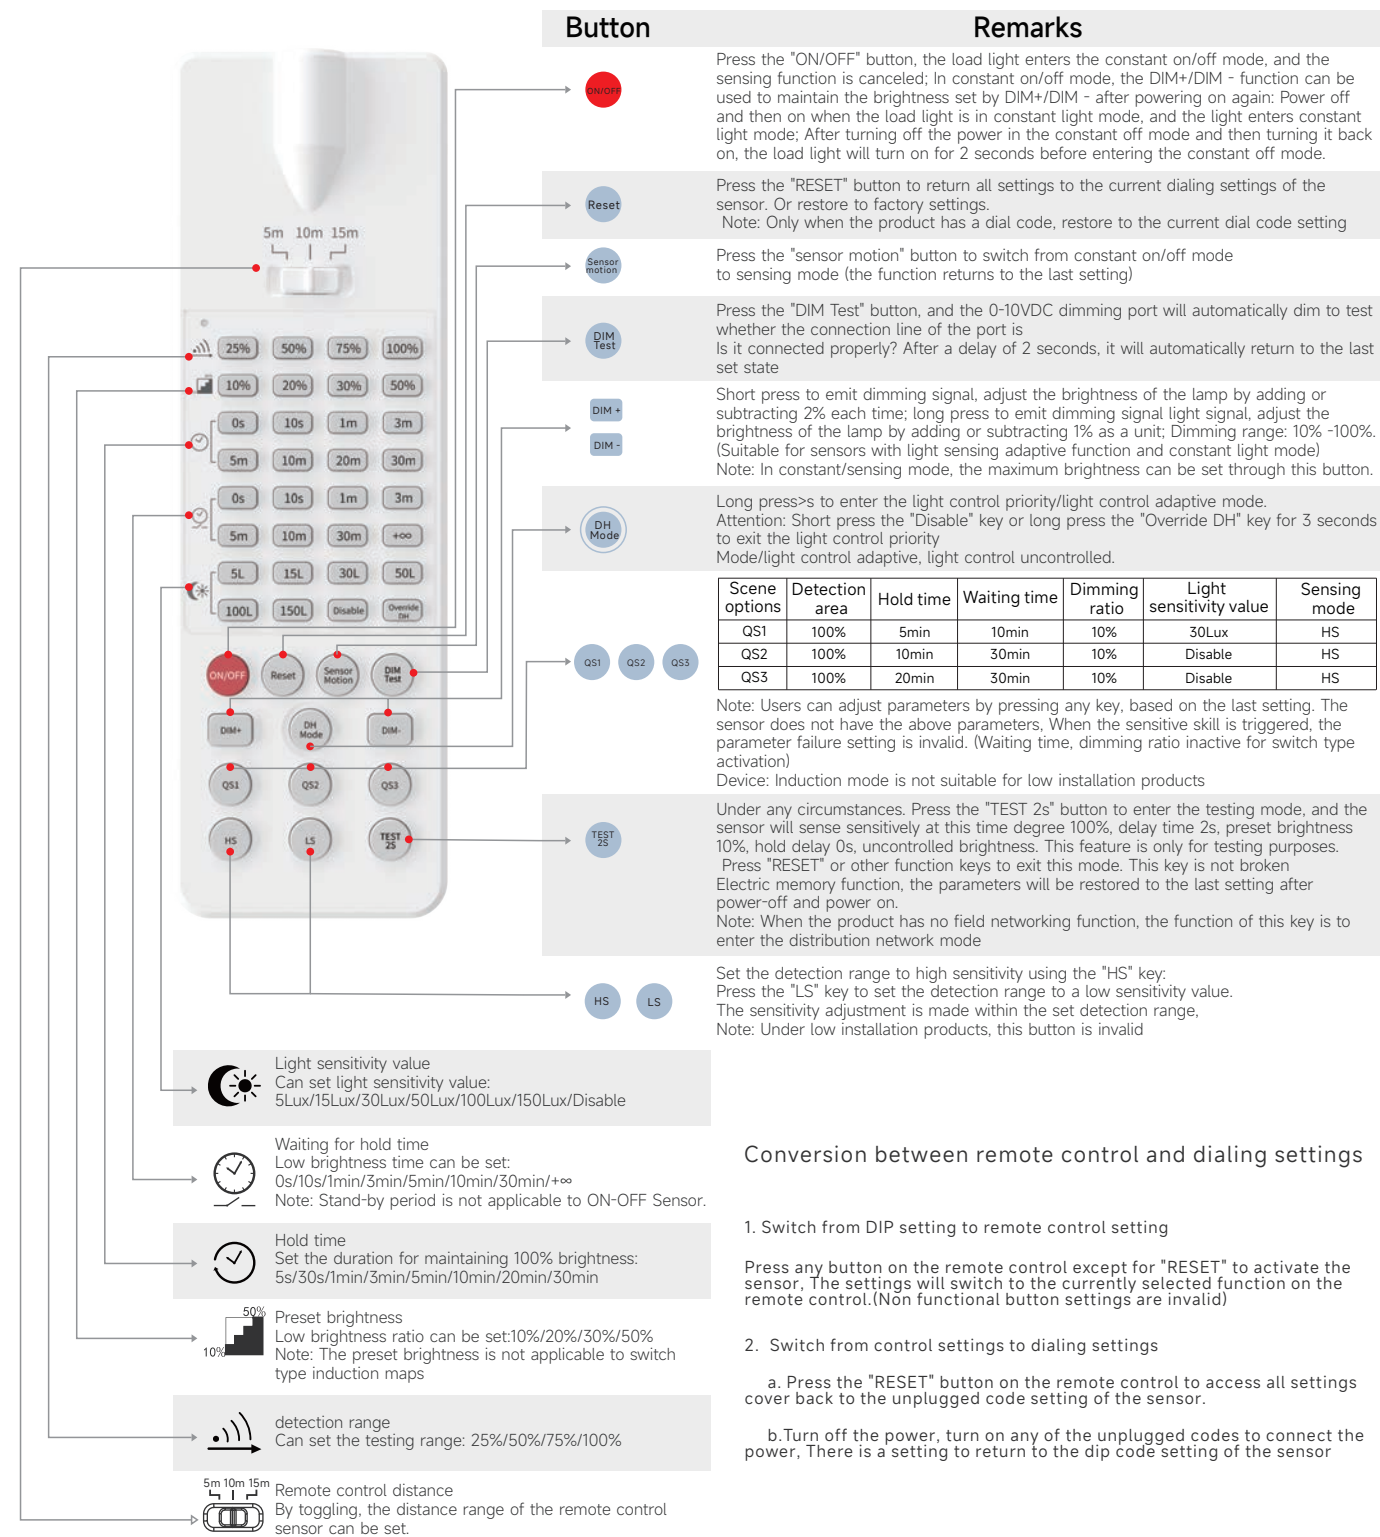 Button
Remarks
ON/OFF
Press the "ON/OFF" button, the load light enters the constant on/off mode, and the
sensing function is canceled; In constant on/off mode, the DIM+/DIM - function can be
used to maintain the brightness set by DIM+/DIM - after powering on again: Power off
and then on when the load light is in constant light mode, and the light enters constant
light mode; After turning off the power in the constant off mode and then turning it back
on, the load light will turn on for 2 seconds before entering the constant off mode.
Reset
Press the "RESET" button to return all settings to the current dialing settings of the
sensor. Or restore to factory settings.
Note: Only when the product has a dial code, restore to the current dial code setting
Sensor
motion
Press the "sensor motion" button to switch from constant on/off mode
to sensing mode (the function returns to the last setting)
DIM
Test
Press the "DIM Test" button, and the 0-10VDC dimming port will automatically dim to test
whether the connection line of the port is
Is it connected properly? After a delay of 2 seconds, it will automatically return to the last
set state
DIM +
DIM -
Short press to emit dimming signal, adjust the brightness of the lamp by adding or
subtracting 2% each time; long press to emit dimming signal light signal, adjust the
brightness of the lamp by adding or subtracting 1% as a unit; Dimming range: 10% -100%.
(Suitable for sensors with light sensing adaptive function and constant light mode)
Note: In constant/sensing mode, the maximum brightness can be set through this button.
DH
Mode
Long press>s to enter the light control priority/light control adaptive mode.
Attention: Short press the "Disable" key or long press the "Override DH" key for 3 seconds
to exit the light control priority
Mode/light control adaptive, light control uncontrolled.
QS1 QS2 QS3
Scene options Detection area Hold time Waiting time Dimming ratio Light sensitivity value Sensing mode
QS1 100% 5min 10min 10% 30Lux HS
QS2 100% 10min 30min 10% Disable HS
QS3 100% 20min 30min 10% Disable HS
Note: Users can adjust parameters by pressing any key, based on the last setting. The
sensor does not have the above parameters, When the sensitive skill is triggered, the
parameter failure setting is invalid. (Waiting time, dimming ratio inactive for switch type
activation)
Device: Induction mode is not suitable for low installation products
TEST
2S
Under any circumstances. Press the "TEST 2s" button to enter the testing mode, and the
sensor will sense sensitively at this time degree 100%, delay time 2s, preset brightness
10%, hold delay 0s, uncontrolled brightness. This feature is only for testing purposes.
Press "RESET" or other function keys to exit this mode. This key is not broken
Electric memory function, the parameters will be restored to the last setting after
power-off and power on.
Note: When the product has no field networking function, the function of this key is to
enter the distribution network mode
HS LS
Set the detection range to high sensitivity using the "HS" key:
Press the "LS" key to set the detection range to a low sensitivity value.
The sensitivity adjustment is made within the set detection range,
Note: Under low installation products, this button is invalid
5m 10m 15m
25% 50% 75% 100%
10% 20% 30% 50%
0s 10s 1m 3m
5m 10m 20m 30m
0s 10s 1m 3m
5m 10m 30m +∞
5L 15L 30L 50L
100L 150L Disable Override DH
ON/OFF Reset Sensor Motion DIM Test
DIM+ DH Mode DIM-
QS1 QS2 QS3
HS LS TEST 2S
Light sensitivity value
Can set light sensitivity value:
5Lux/15Lux/30Lux/50Lux/100Lux/150Lux/Disable
Waiting for hold time
Low brightness time can be set:
0s/10s/1min/3min/5min/10min/30min/+∞
Note: Stand-by period is not applicable to ON-OFF Sensor.
Hold time
Set the duration for maintaining 100% brightness:
5s/30s/1min/3min/5min/10min/20min/30min
50%
10%
Preset brightness
Low brightness ratio can be set:10%/20%/30%/50%
Note: The preset brightness is not applicable to switch
type induction maps
detection range
Can set the testing range: 25%/50%/75%/100%
5m 10m 15m
Remote control distance
By toggling, the distance range of the remote control
sensor can be set.
Conversion between remote control and dialing settings
1. Switch from DIP setting to remote control setting
Press any button on the remote control except for "RESET" to activate the
sensor, The settings will switch to the currently selected function on the
remote control.(Non functional button settings are invalid)
2. Switch from control settings to dialing settings
a. Press the "RESET" button on the remote control to access all settings
cover back to the unplugged code setting of the sensor.
b.Turn off the power, turn on any of the unplugged codes to connect the
power, There is a setting to return to the dip code setting of the sensor